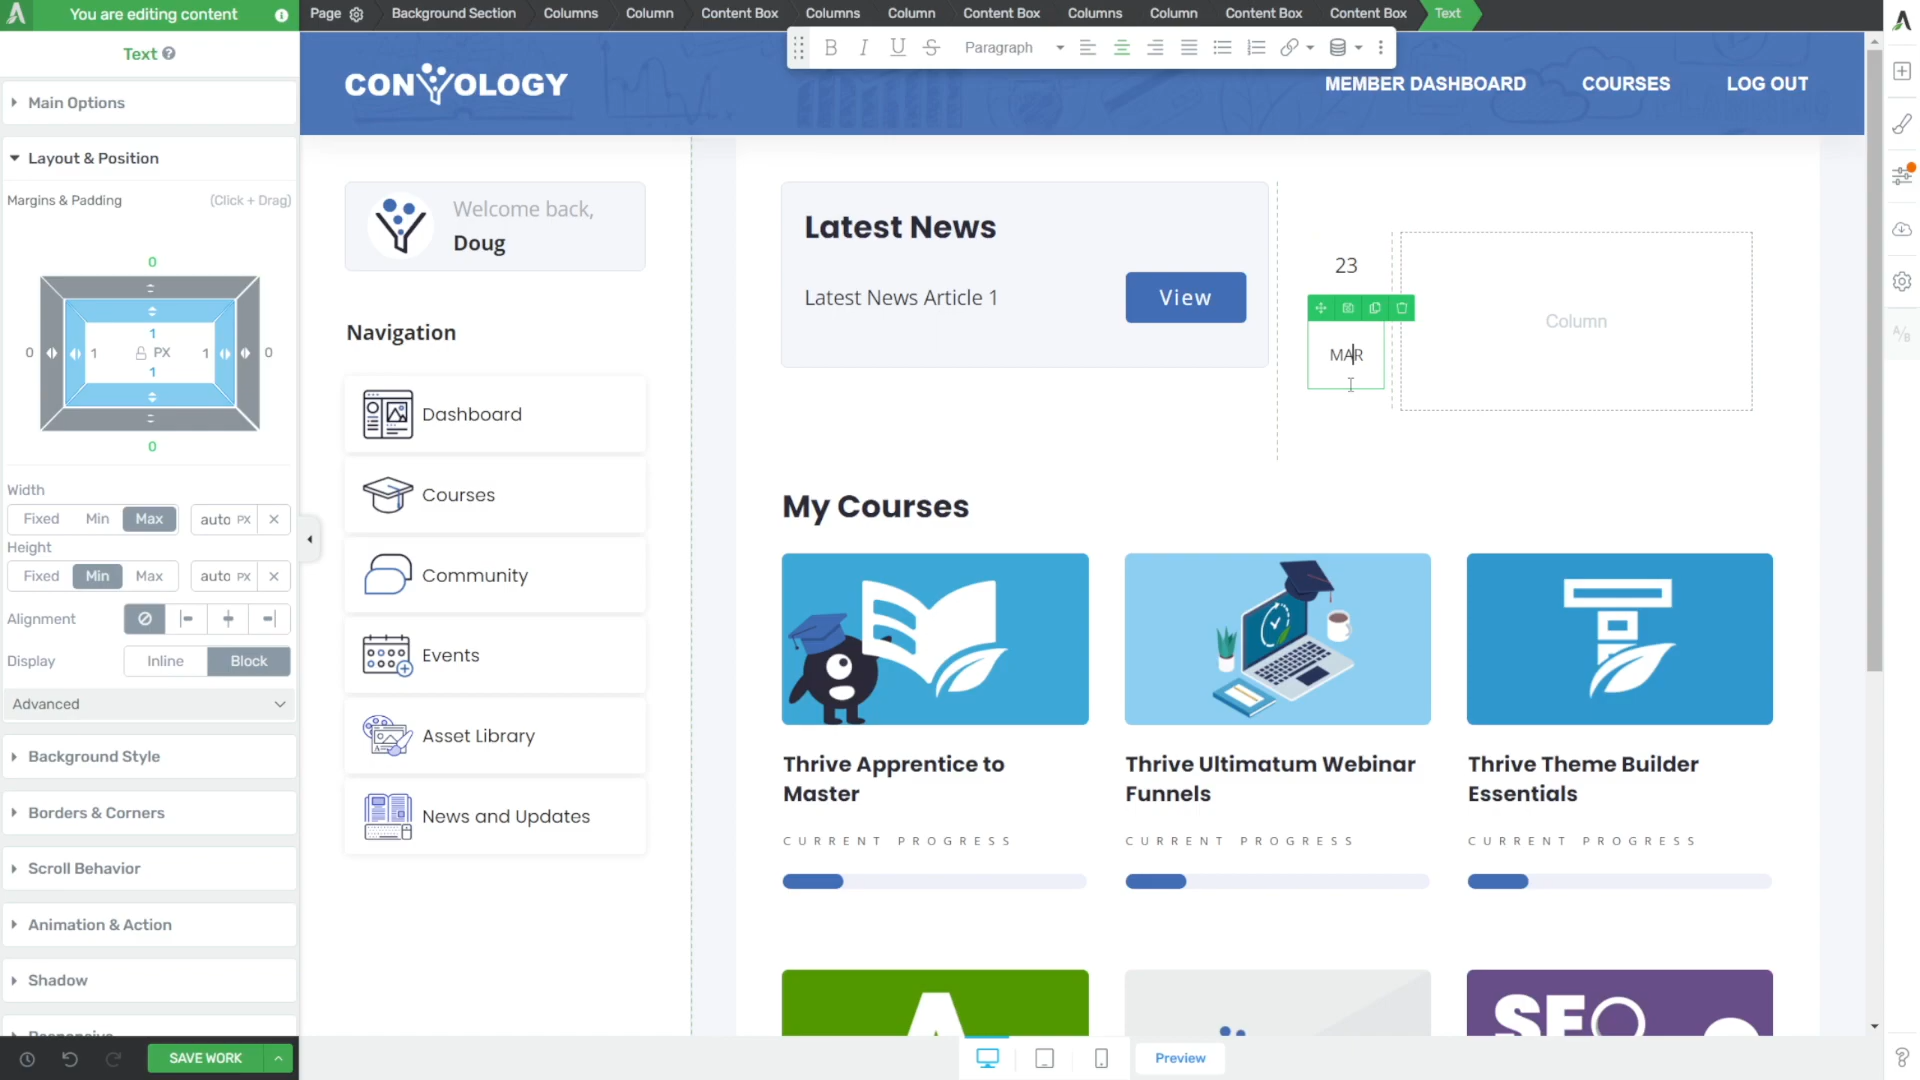 You are editing content
Page
Background Section
Columns
Column
Content Box
Columns
Column
Content Box
Columns
Column
Content Box
Content Box
Text
Text
Paragraph
CONVOLOGY
MEMBER DASHBOARD
COURSES
LOG OUT
Main Options
Layout & Position
Margins & Padding
(Click + Drag)
0
1
0
1
PX
1
0
1
0
Width
Fixed
Min
Max
auto
PX
Height
Fixed
Min
Max
auto
PX
Alignment
Display
Inline
Block
Advanced
Background Style
Borders & Corners
Scroll Behavior
Animation & Action
Shadow
Responsive
SAVE WORK
Welcome back,
Doug
Navigation
Dashboard
Courses
Community
Events
Asset Library
News and Updates
Latest News
Latest News Article 1
View
23
MAR
Column
My Courses
Thrive Apprentice to
Master
CURRENT PROGRESS
Thrive Ultimatum Webinar
Funnels
CURRENT PROGRESS
Thrive Theme Builder
Essentials
CURRENT PROGRESS
SEO
Preview
A/B